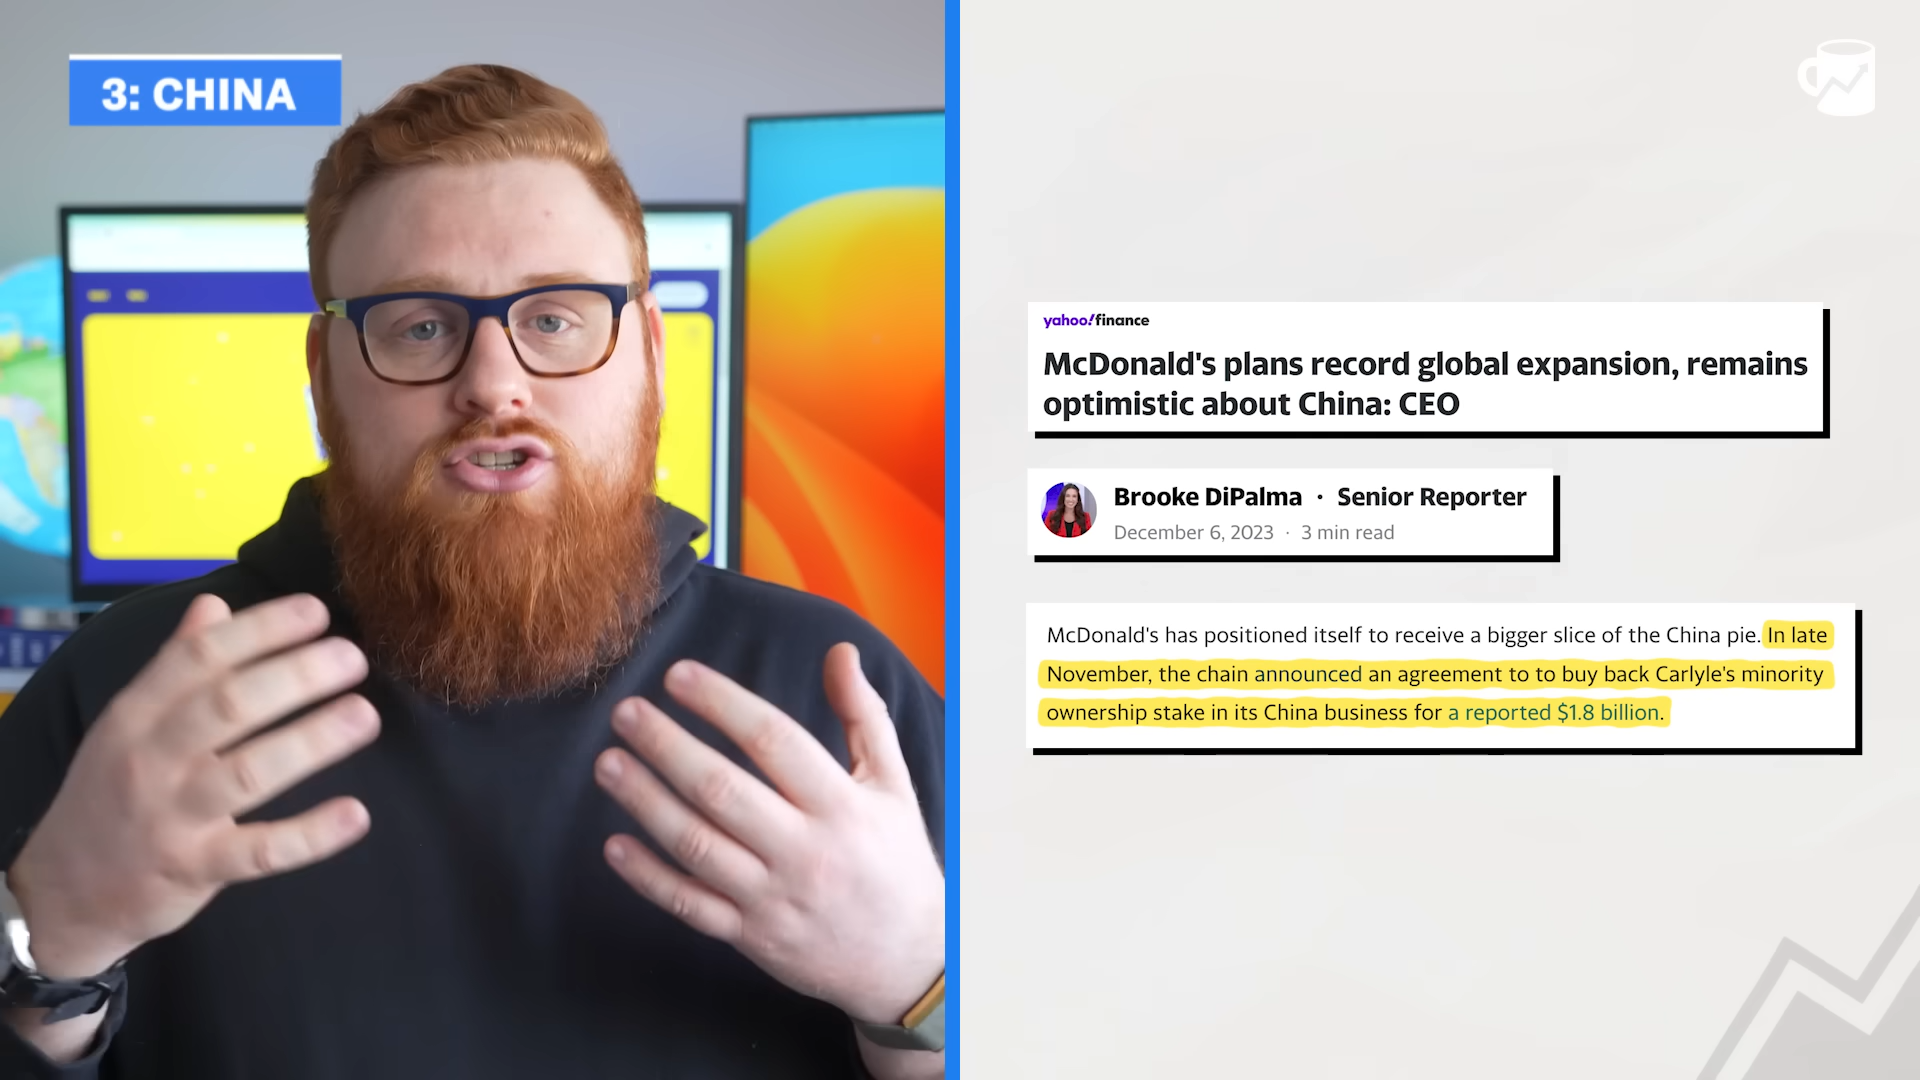 3: CHINA
yahoo!finance
McDonald's plans record global expansion, remains
optimistic about China: CEO
Brooke DiPalma · Senior Reporter
December 6, 2023 · 3 min read
McDonald's has positioned itself to receive a bigger slice of the China pie. In late
November, the chain announced an agreement to to buy back Carlyle's minority
ownership stake in its China business for a reported $1.8 billion.